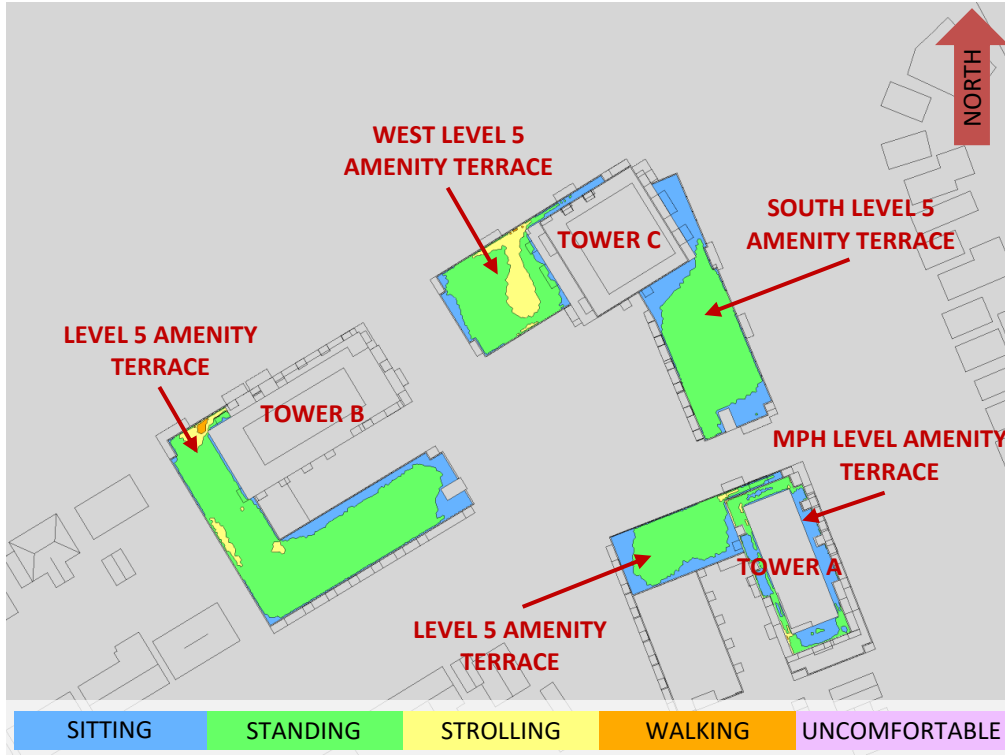 NORTH
WEST LEVEL 5
AMENITY TERRACE
SOUTH LEVEL 5
AMENITY TERRACE
TOWER C
LEVEL 5 AMENITY
TERRACE
TOWER B
MPH LEVEL AMENITY
TERRACE
TOWER A
LEVEL 5 AMENITY
TERRACE
SITTING
STANDING
STROLLING
WALKING
UNCOMFORTABLE